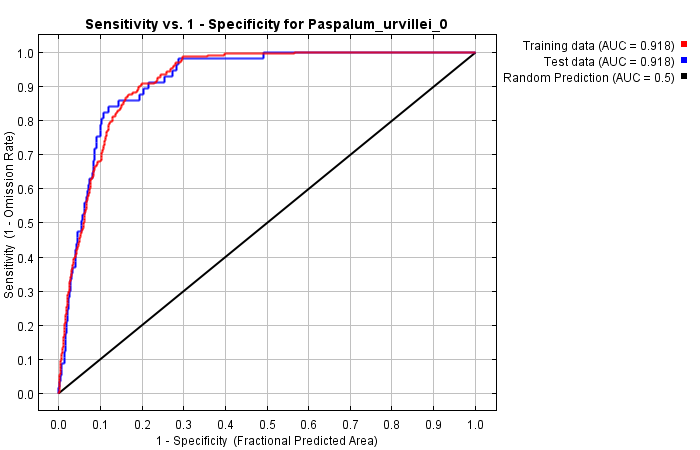 Sensitivity vs. 1 - Specificity for Paspalum_urvillei_0
Training data (AUC = 0.918)
Test data (AUC = 0.918)
Random Prediction (AUC = 0.5)
Sensitivity (1 - Omission Rate)
1.0
0.9
0.8
0.7
0.6
0.5
0.4
0.3
0.2
0.1
0.0
0.0 0.1 0.2 0.3 0.4 0.5 0.6 0.7 0.8 0.9 1.0
1 - Specificity (Fractional Predicted Area)